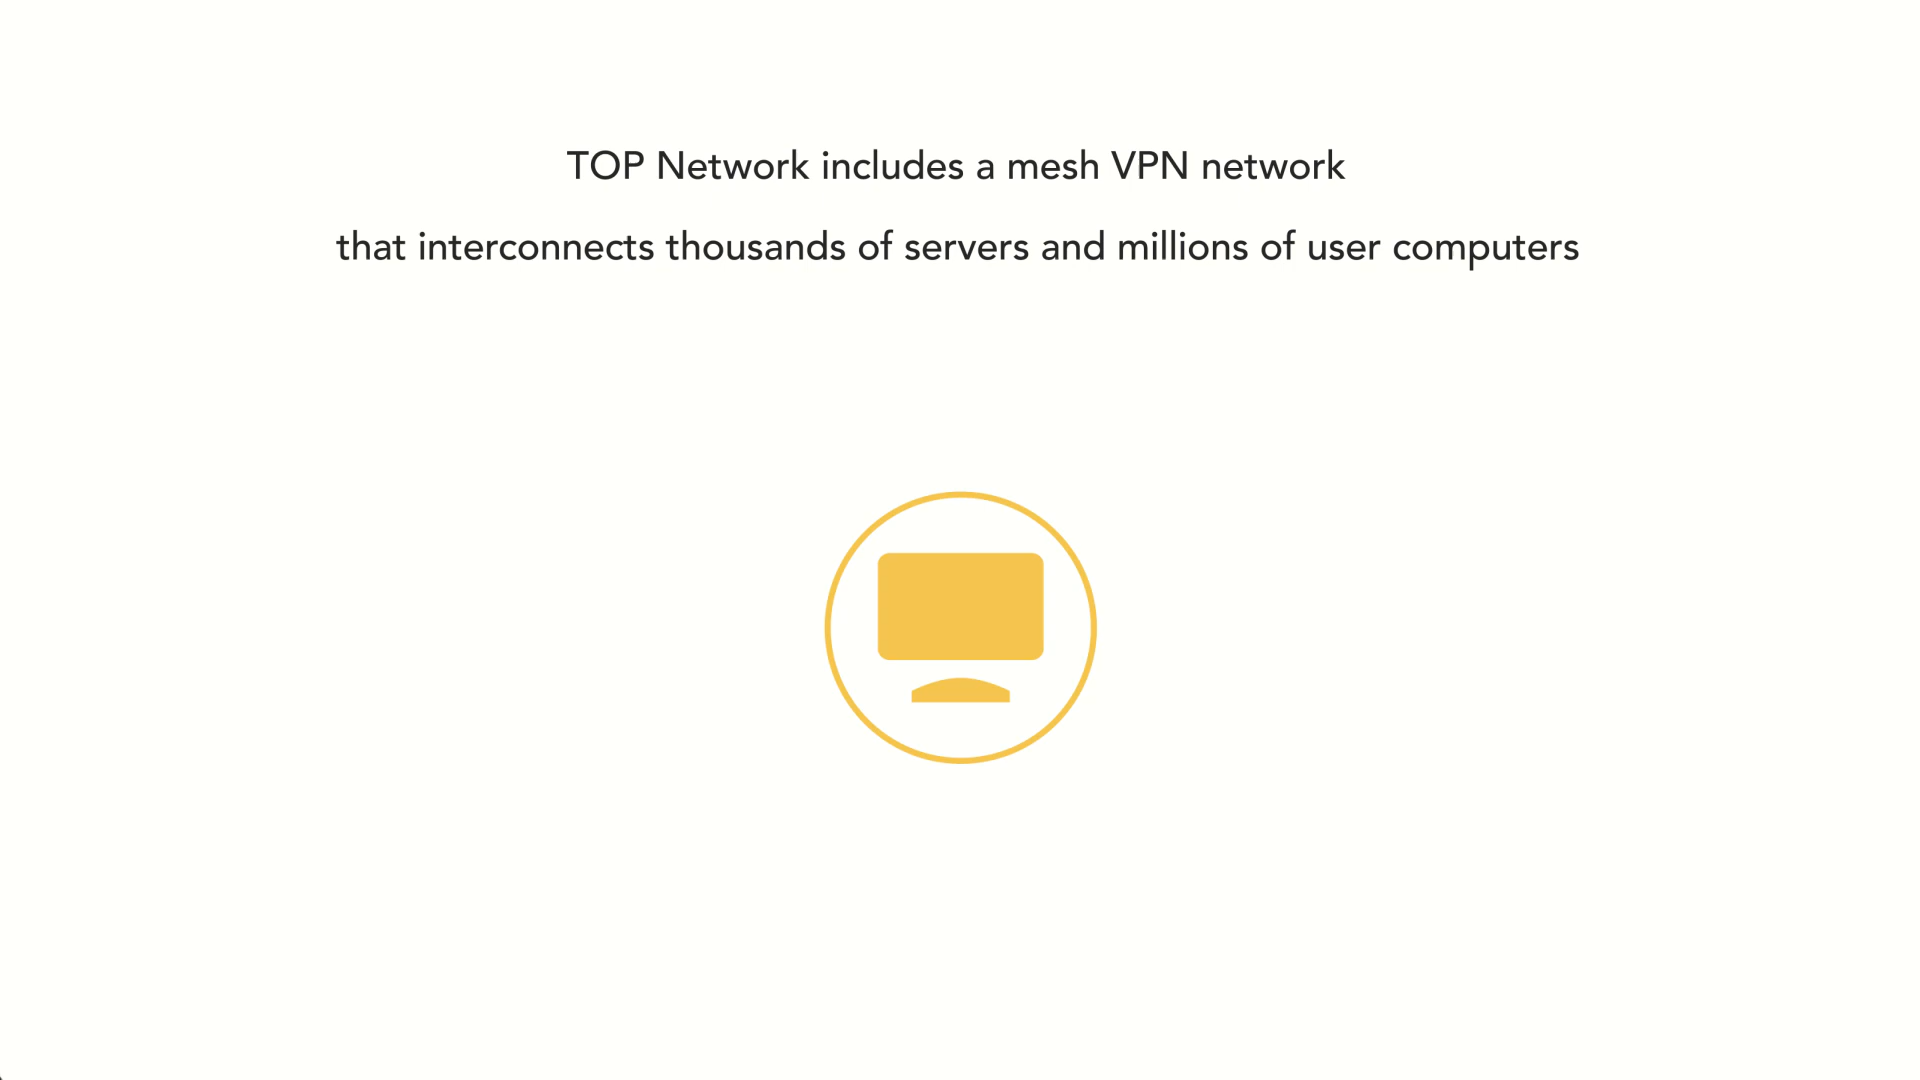 TOP Network includes a mesh VPN network
that interconnects thousands of servers and millions of user computers